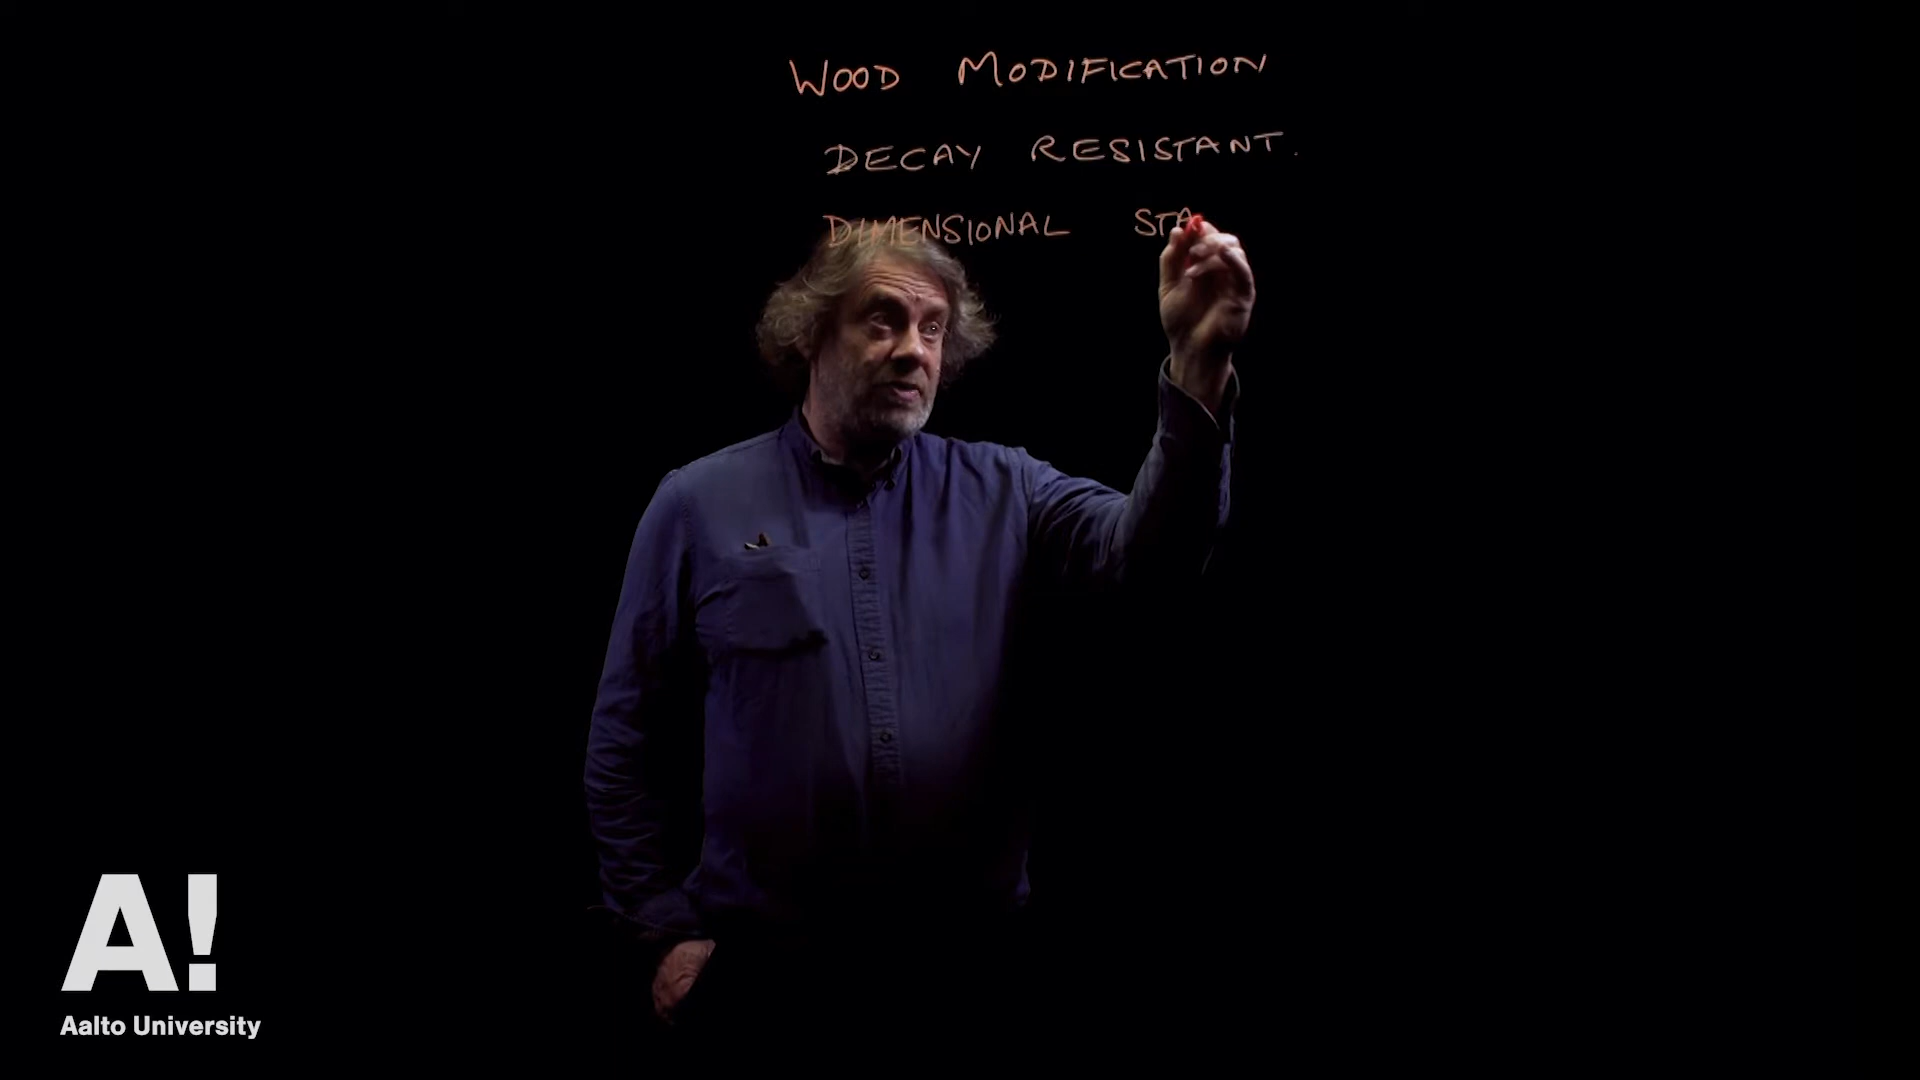 WOOD MODIFICATION
DECAY RESISTANT.
DIMENSIONAL STA
A!
Aalto University